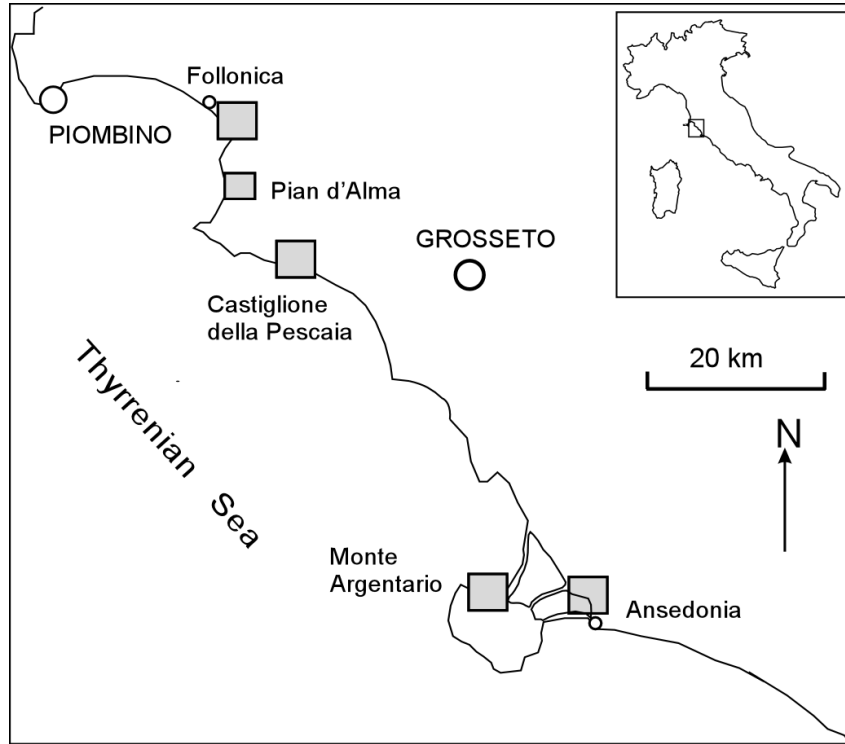 Follonica
PIOMBINO
Pian d'Alma
GROSSETO
Castiglione
della Pescaia
20 km
Thyrrenian Sea
N
Monte
Argentario
Ansedonia